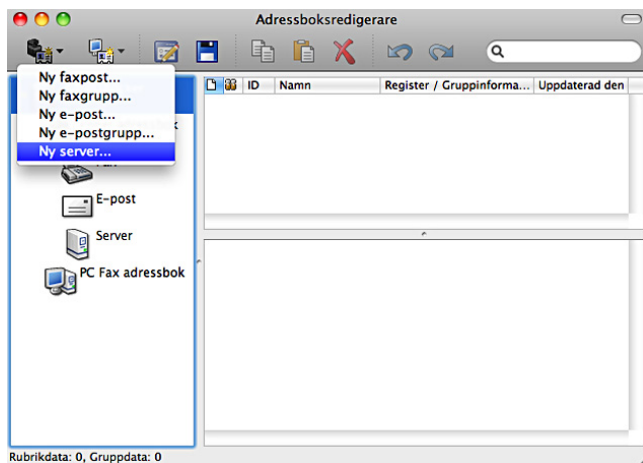 Adressboksredigerare
Ny faxpost...
Ny faxgrupp...
Ny e-post...
Ny e-postgrupp...
Ny server...
ID Namn Register / Gruppinforma... Uppdaterad den
E-post
Server
PC Fax adressbok
Rubrikdata: 0, Gruppdata: 0